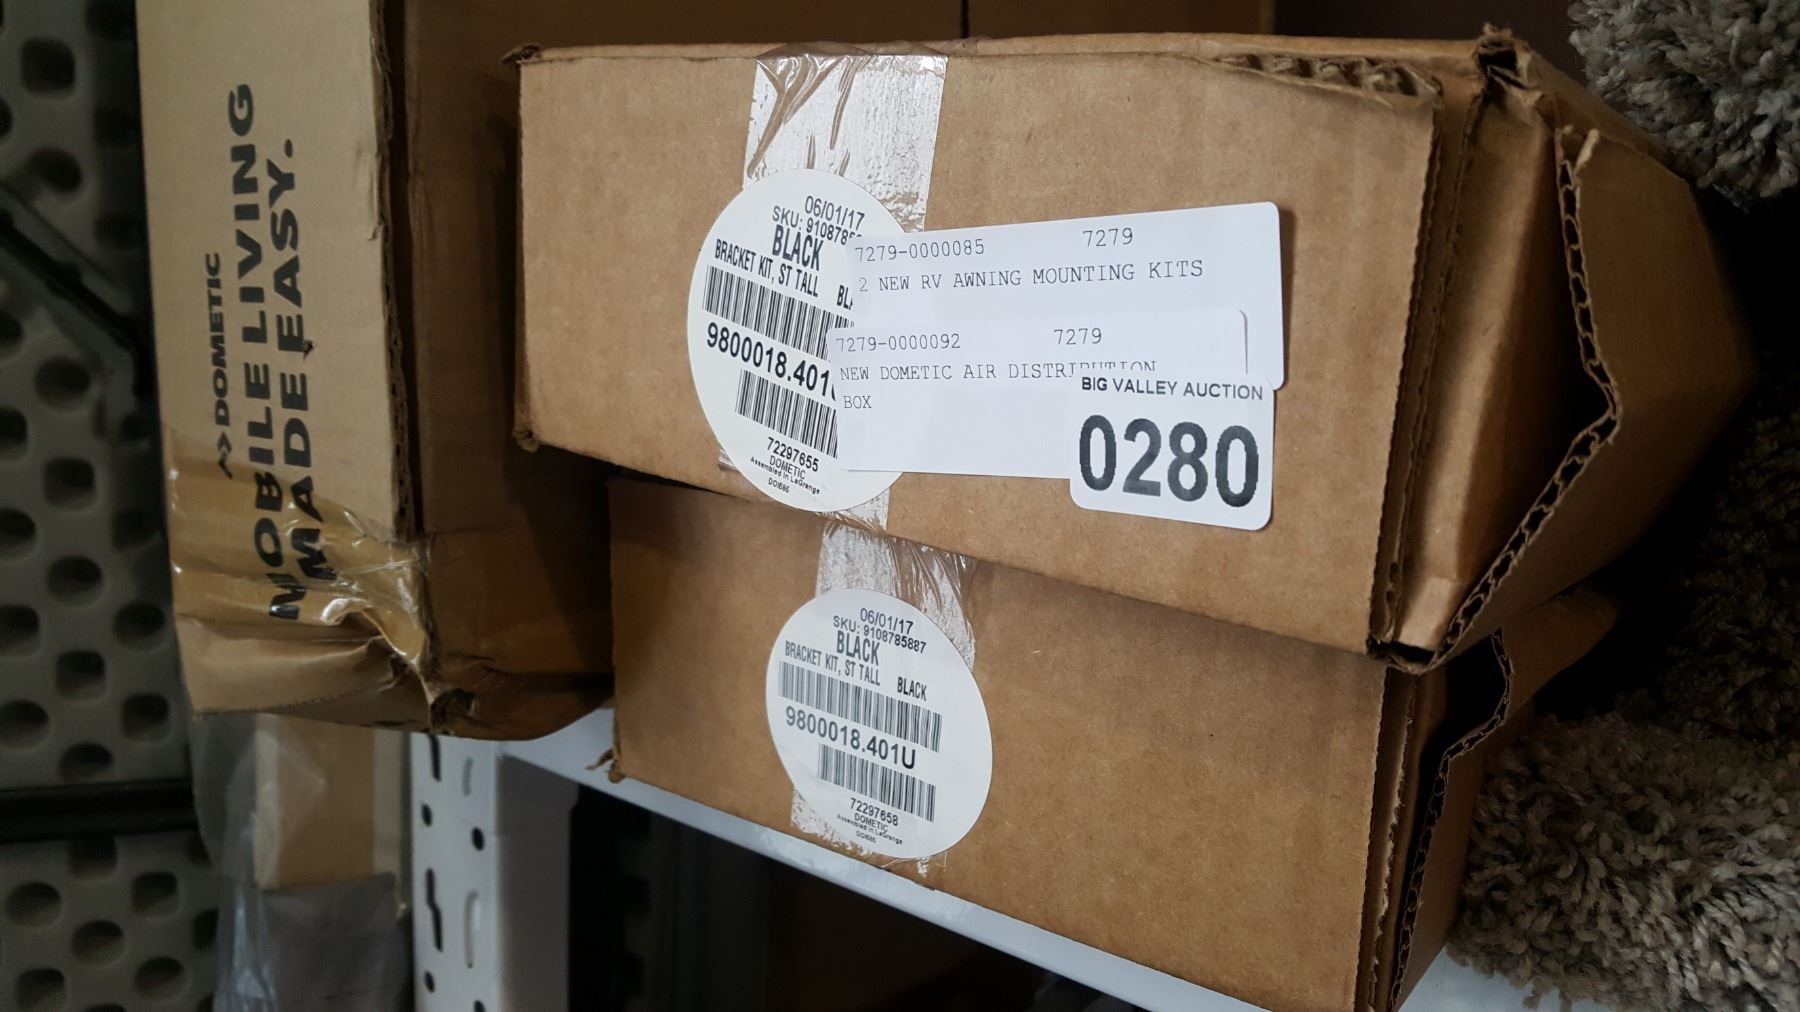 DOMETIC
MOBILE LIVING
MADE EASY.
06/01/17
SKU: 9108785
BLACK
BRACKET KIT, ST TALL
9800018.401
72297655
DOMETIC
Assembled in LaGrange
DOI686
7279-0000085 7279
2 NEW RV AWNING MOUNTING KITS
7279-0000092 7279
NEW DOMETIC AIR DISTRIBUTION
BOX
BIG VALLEY AUCTION
0280
06/01/17
SKU: 9108785887
BLACK
BRACKET KIT, ST TALL BLACK
9800018.401U
72297658
DOMETIC
Assembled in LaGrange
DOI686